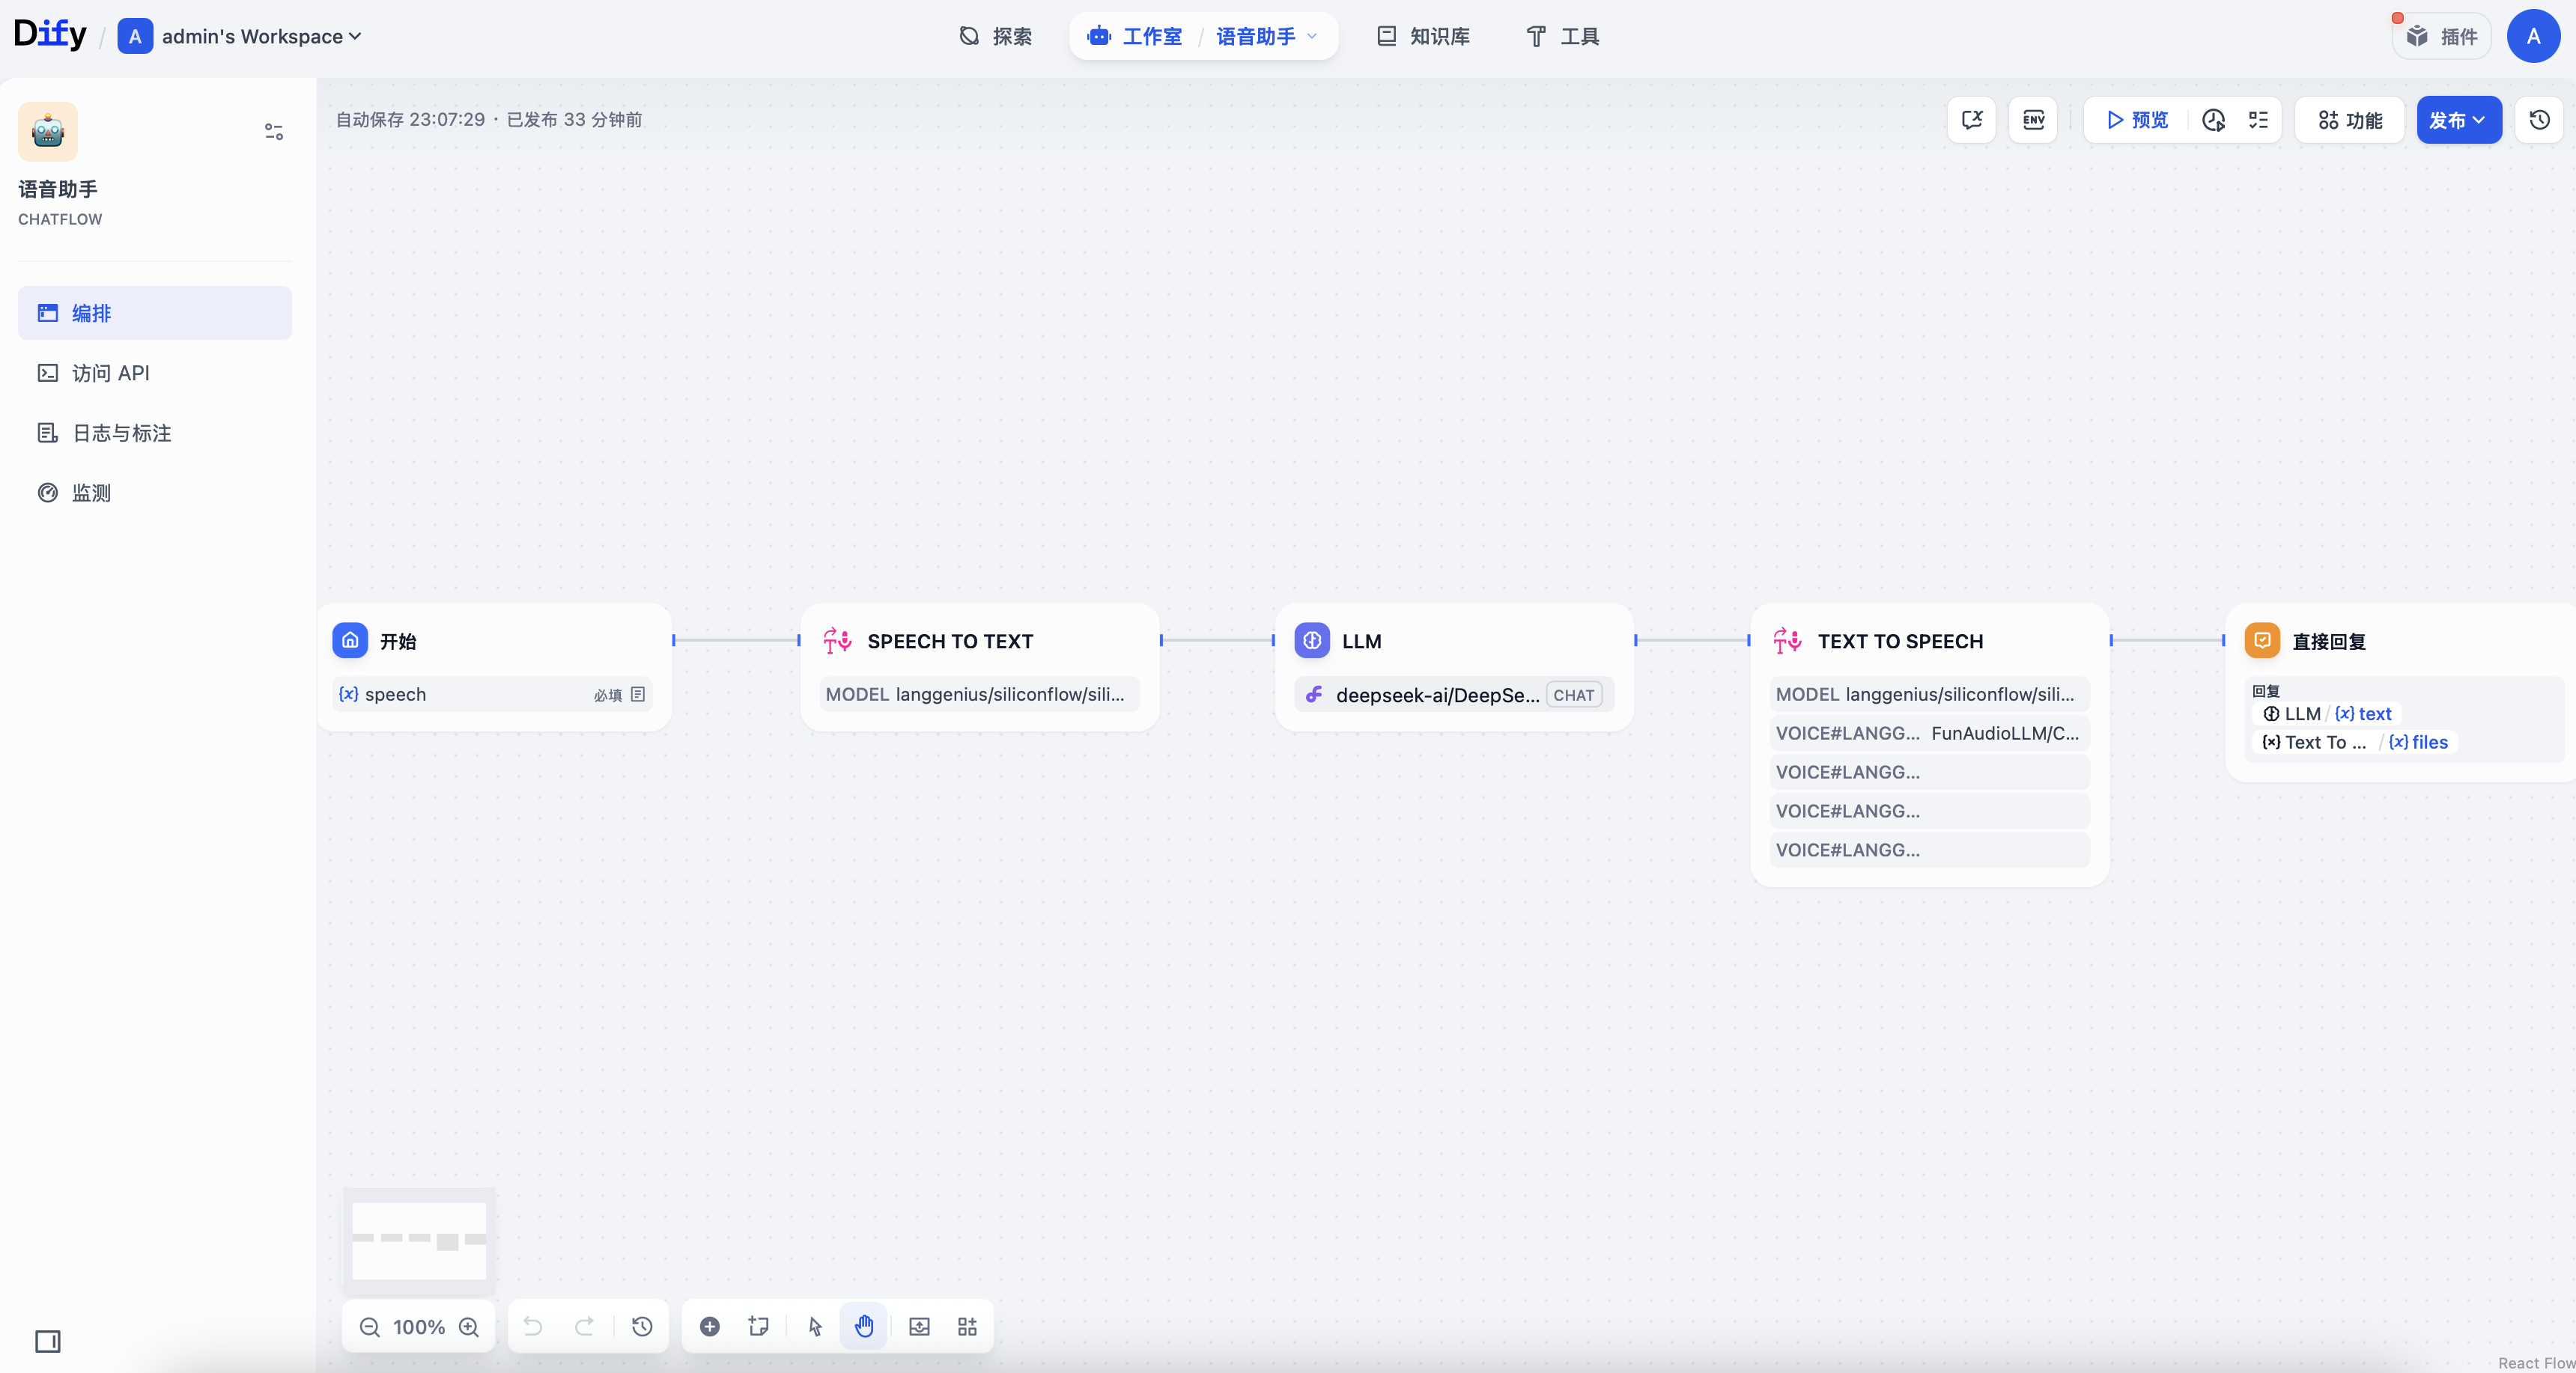 Dify / A admin's Workspace
探索
工作室 / 语音助手
知识库
工具
插件
A
语音助手
CHATFLOW
编排
访问 API
日志与标注
监测
自动保存 23:07:29 · 已发布 33 分钟前
ENV
预览
功能
发布
开始
{x} speech 必填
SPEECH TO TEXT
MODEL langgenius/siliconflow/sili...
LLM
deepseek-ai/DeepSe... CHAT
TEXT TO SPEECH
MODEL langgenius/siliconflow/sili...
VOICE#LANGG... FunAudioLLM/C...
VOICE#LANGG...
VOICE#LANGG...
VOICE#LANGG...
直接回复
回复
LLM / {x} text
{x} Text To ... / {x} files
100%
React Flow